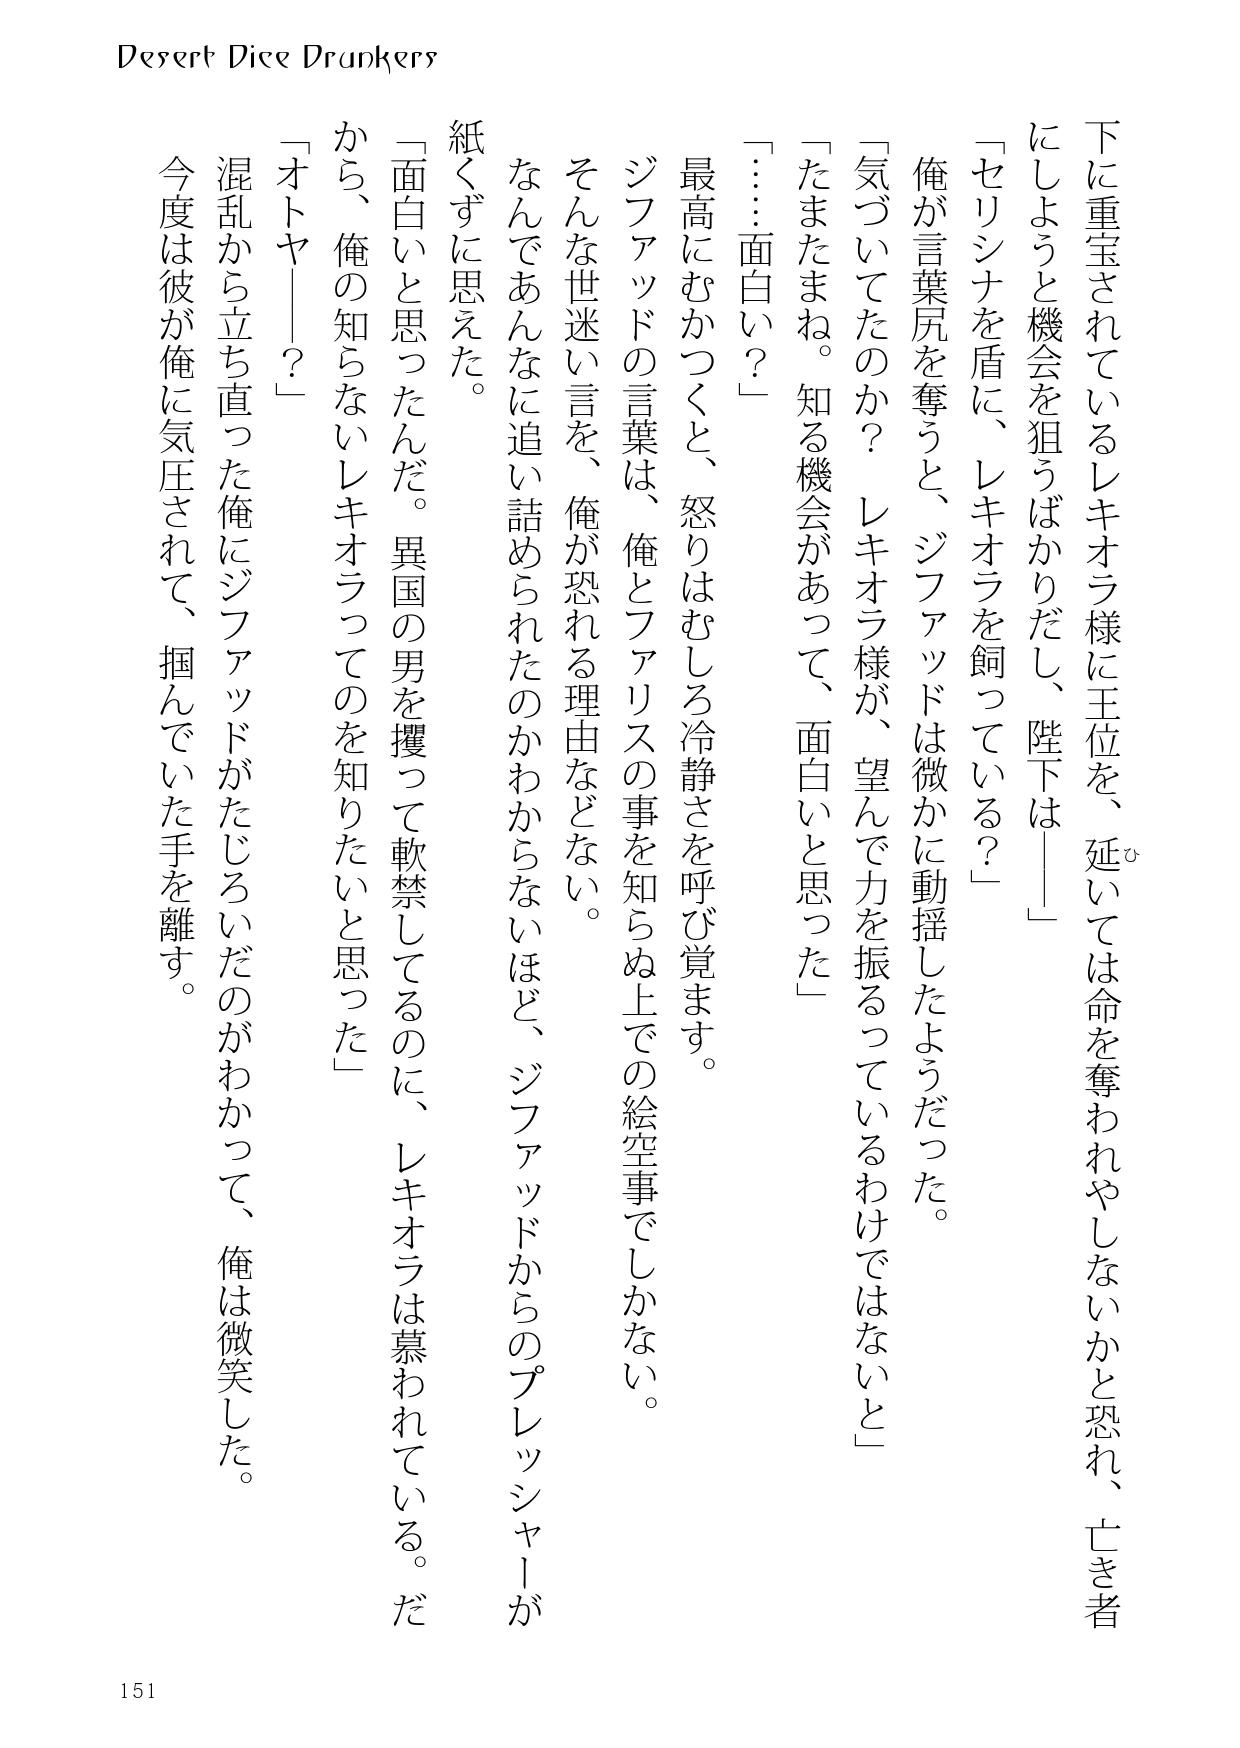 Desert Dice Drunkers
下に重宝されているレキオラ様に王位を、延いては命を奪われやしないかと恐れ、亡き者
ひ
にしようと機会を狙うばかりだし、陛下は――」
「セリシナを盾に、レキオラを飼っている？」
俺が言葉尻を奪うと、ジファッドは微かに動揺したようだった。
「気づいてたのか？　レキオラ様が、望んで力を振るっているわけではないと」
「たまたまね。知る機会があって、面白いと思った」
「……面白い？」
最高にむかつくと、怒りはむしろ冷静さを呼び覚ます。
ジファッドの言葉は、俺とファリスの事を知らぬ上での絵空事でしかない。
そんな世迷い言を、俺が恐れる理由などない。
なんであんなに追い詰められたのかわからないほど、ジファッドからのプレッシャーが
紙くずに思えた。
「面白いと思ったんだ。異国の男を攫って軟禁してるのに、レキオラは慕われている。だ
から、俺の知らないレキオラってのを知りたいと思った」
「オトヤ――？」
混乱から立ち直った俺にジファッドがたじろいだのがわかって、俺は微笑した。
今度は彼が俺に気圧されて、掴んでいた手を離す。
151